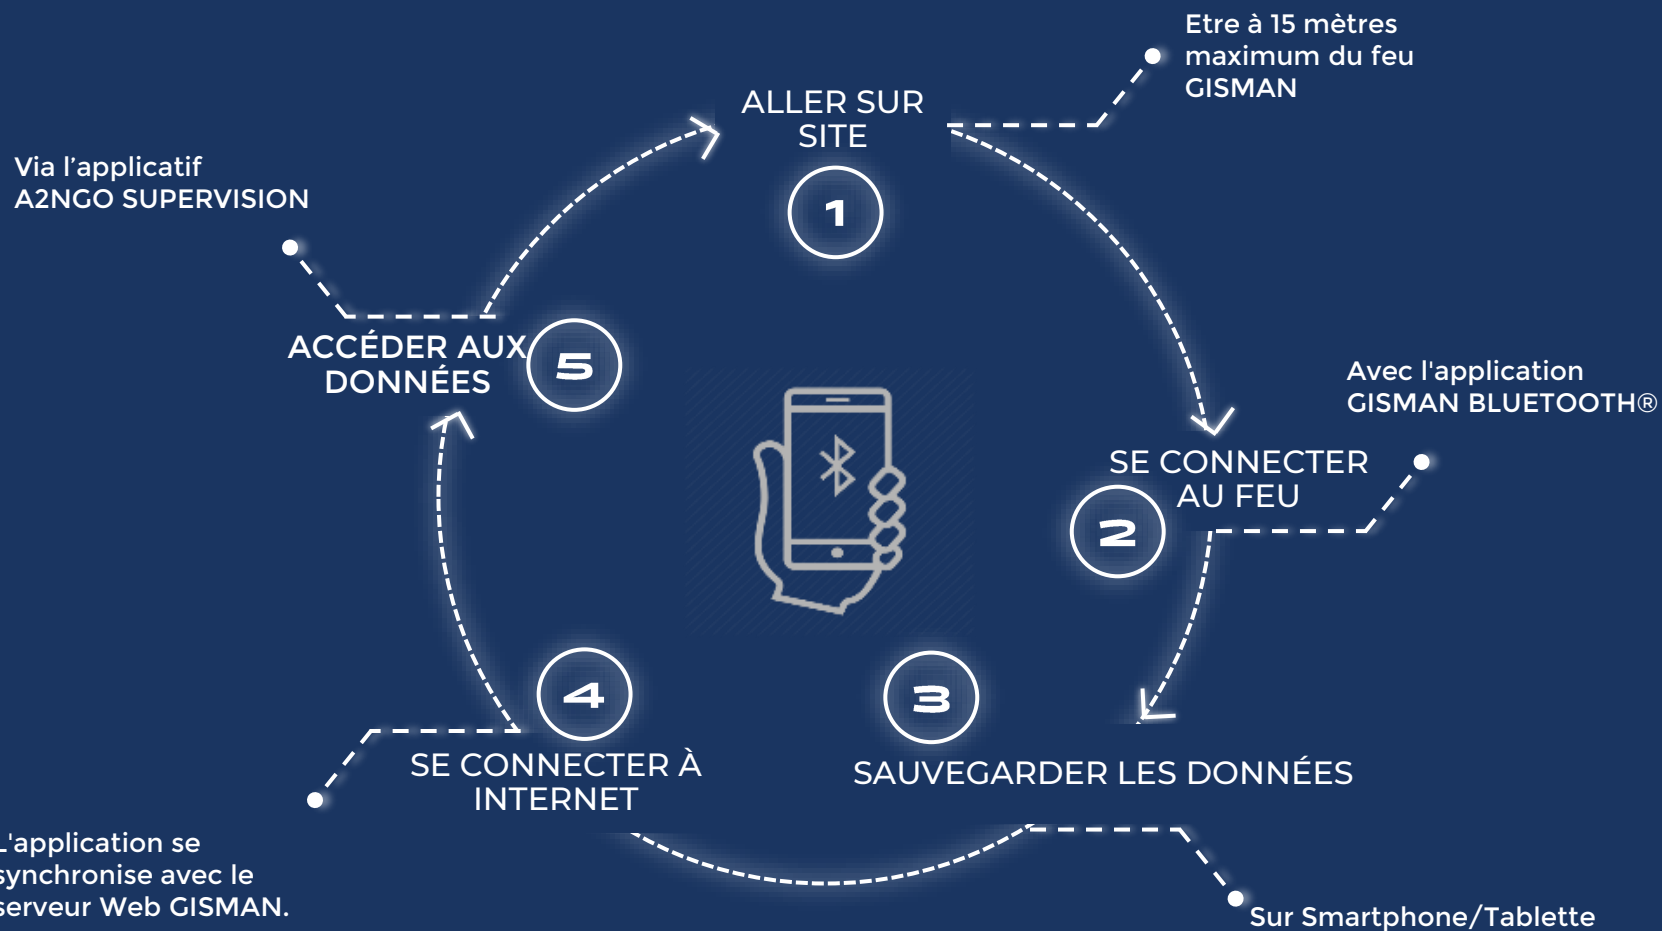 ALLER SUR
SITE
1
Etre à 15 mètres
maximum du feu
GISMAN
SE CONNECTER
AU FEU
2
Avec l'application
GISMAN BLUETOOTH®
3
SAUVEGARDER LES DONNÉES
Sur Smartphone/Tablette
4
SE CONNECTER À
INTERNET
L'application se
synchronise avec le
serveur Web GISMAN.
5
ACCÉDER AUX
DONNÉES
Via l’applicatif
A2NGO SUPERVISION